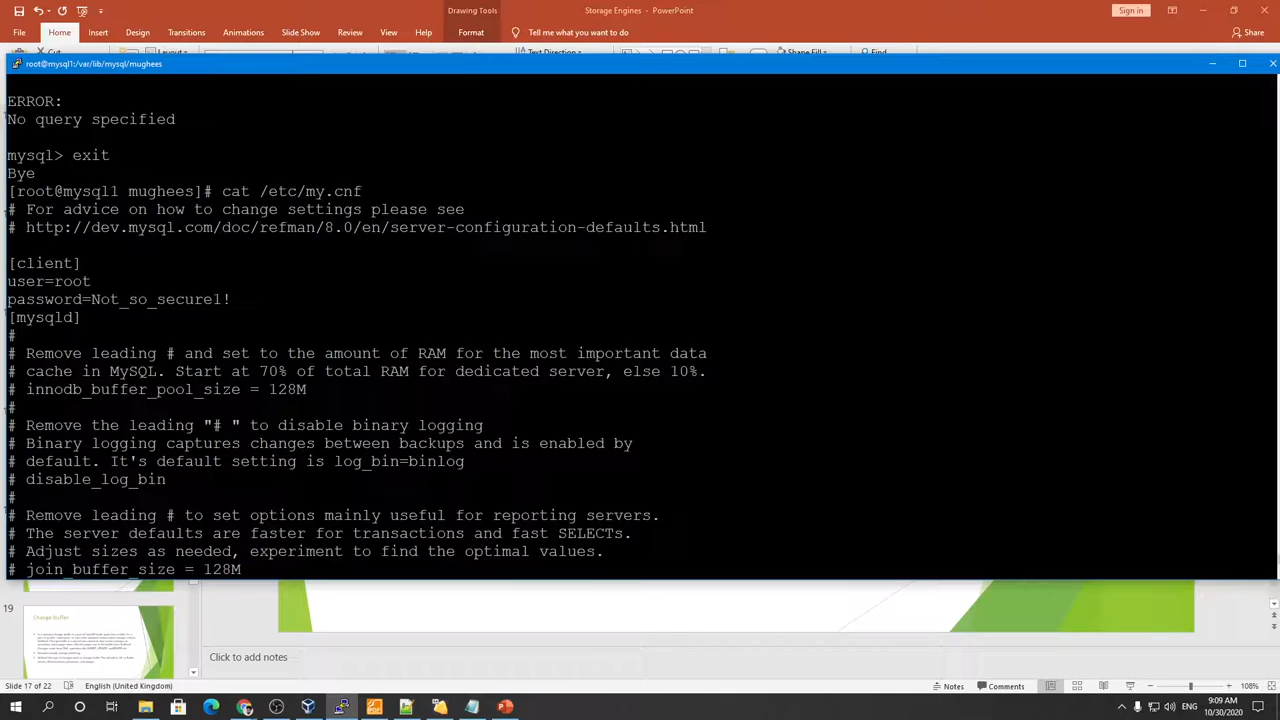 Drawing Tools
Storage Engines - PowerPoint
Sign in
File
Home
Insert
Design
Transitions
Animations
Slide Show
Review
View
Help
Format
Tell me what you want to do
Share
Cut
Layout
Text Direction
Shape Fill
Find
root@mysql1:/var/lib/mysql/mughees
ERROR:
No query specified
mysql> exit
Bye
[root@mysql1 mughees]# cat /etc/my.cnf
# For advice on how to change settings please see
# http://dev.mysql.com/doc/refman/8.0/en/server-configuration-defaults.html
[client]
user=root
password=Not_so_secure1!
[mysqld]
#
# Remove leading # and set to the amount of RAM for the most important data
# cache in MySQL. Start at 70% of total RAM for dedicated server, else 10%.
# innodb_buffer_pool_size = 128M
#
# Remove the leading "# " to disable binary logging
# Binary logging captures changes between backups and is enabled by
# default. It's default setting is log_bin=binlog
# disable_log_bin
#
# Remove leading # to set options mainly useful for reporting servers.
# The server defaults are faster for transactions and fast SELECTs.
# Adjust sizes as needed, experiment to find the optimal values.
# join_buffer_size = 128M
19
Change buffer
add notes
Slide 17 of 22
English (United Kingdom)
Notes
Comments
108%
9:09 AM
10/30/2020